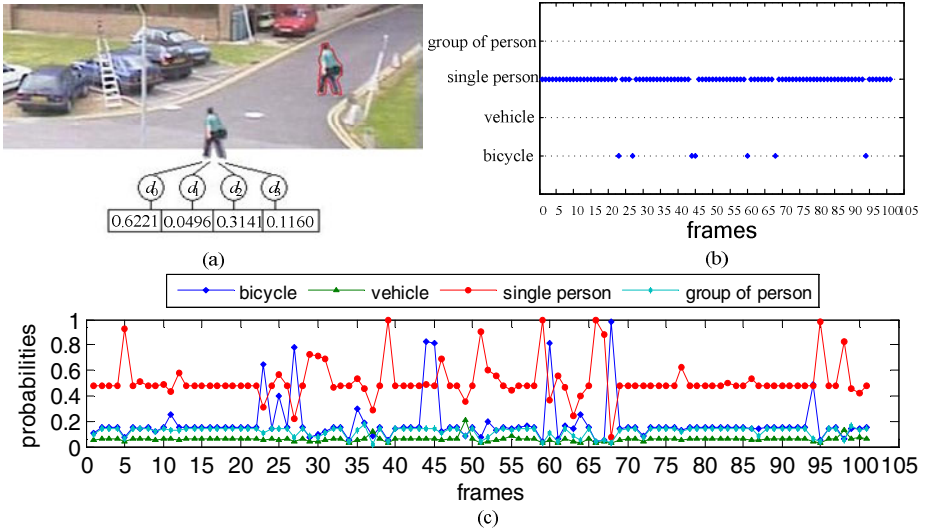 (a)
d0 d1 d2 d3
0.6221 0.0496 0.3141 0.1160
group of person
single person
vehicle
bicycle
0 5 10 15 20 25 30 35 40 45 50 55 60 65 70 75 80 85 90 95 100 105
frames
(b)
bicycle vehicle single person group of person
1
0.8
0.6
0.4
0.2
0
probabilities
0 5 10 15 20 25 30 35 40 45 50 55 60 65 70 75 80 85 90 95 100 105
frames
(c)